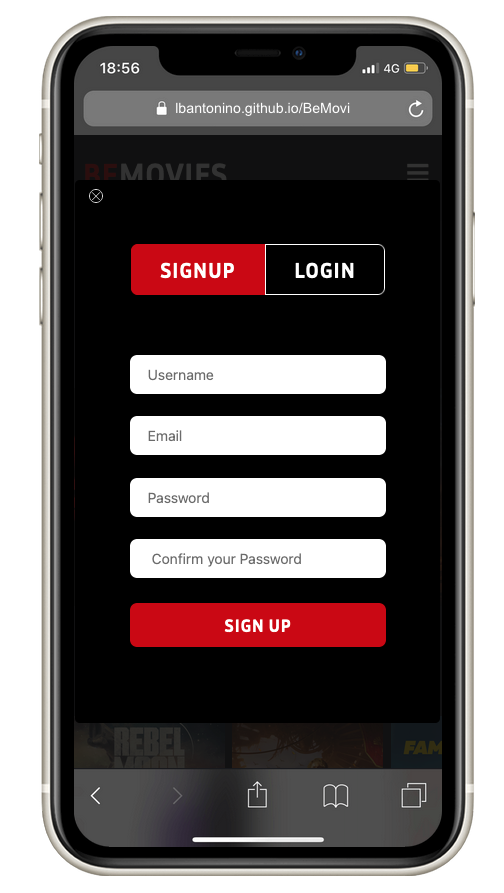 18:56
4G
lbantonino.github.io/BeMovi
BEMOVIES
SIGNUP
LOGIN
Username
Email
Password
Confirm your Password
SIGN UP
REBEL
MOON
FAM